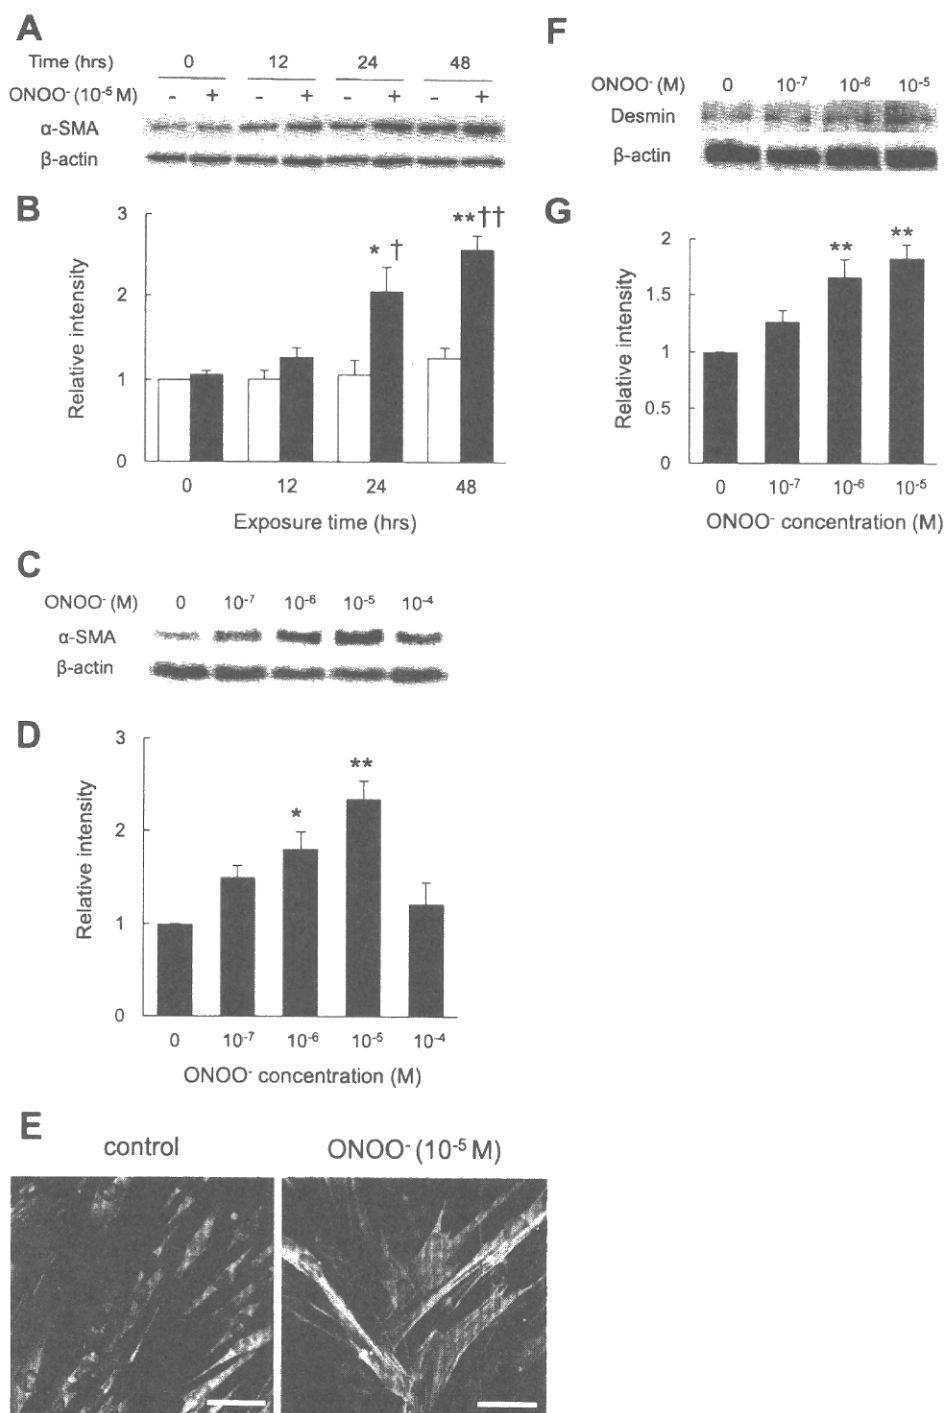 A
Time (hrs) 0 12 24 48
ONOO⁻ (10⁻⁵ M) - + - + - + - +
α-SMA
β-actin
B
3
2
1
0
Relative intensity
* †
**††
0 12 24 48
Exposure time (hrs)
C
ONOO⁻ (M) 0 10⁻⁷ 10⁻⁶ 10⁻⁵ 10⁻⁴
α-SMA
β-actin
D
3
2
1
0
Relative intensity
*
**
0 10⁻⁷ 10⁻⁶ 10⁻⁵ 10⁻⁴
ONOO⁻ concentration (M)
E
control
ONOO⁻ (10⁻⁵ M)
F
ONOO⁻ (M) 0 10⁻⁷ 10⁻⁶ 10⁻⁵
Desmin
β-actin
G
2
1.5
1
0.5
0
Relative intensity
**
**
0 10⁻⁷ 10⁻⁶ 10⁻⁵
ONOO⁻ concentration (M)